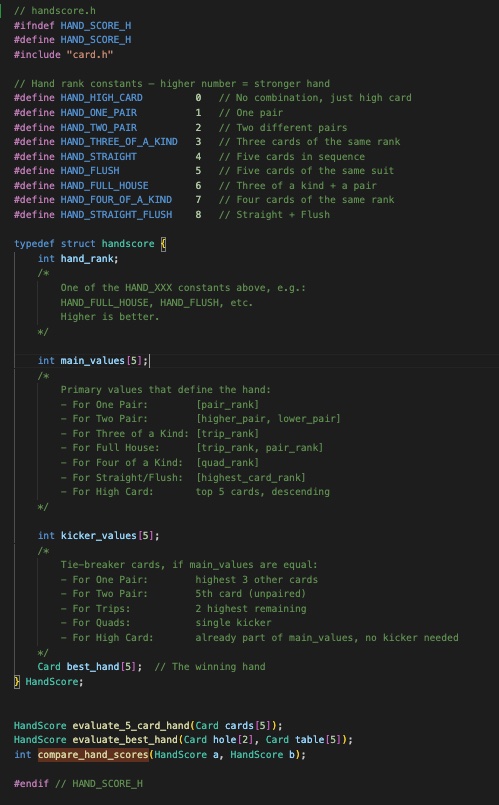 // handscore.h
#ifndef HAND_SCORE_H
#define HAND_SCORE_H
#include "card.h"

// Hand rank constants — higher number = stronger hand
#define HAND_HIGH_CARD        0   // No combination, just high card
#define HAND_ONE_PAIR         1   // One pair
#define HAND_TWO_PAIR         2   // Two different pairs
#define HAND_THREE_OF_A_KIND  3   // Three cards of the same rank
#define HAND_STRAIGHT         4   // Five cards in sequence
#define HAND_FLUSH            5   // Five cards of the same suit
#define HAND_FULL_HOUSE       6   // Three of a kind + a pair
#define HAND_FOUR_OF_A_KIND   7   // Four cards of the same rank
#define HAND_STRAIGHT_FLUSH   8   // Straight + Flush

typedef struct handscore {
    int hand_rank;
    /*
        One of the HAND_XXX constants above, e.g.:
        HAND_FULL_HOUSE, HAND_FLUSH, etc.
        Higher is better.
    */

    int main_values[5];
    /*
        Primary values that define the hand:
        - For One Pair:        [pair_rank]
        - For Two Pair:        [higher_pair, lower_pair]
        - For Three of a Kind: [trip_rank]
        - For Full House:      [trip_rank, pair_rank]
        - For Four of a Kind:  [quad_rank]
        - For Straight/Flush:  [highest_card_rank]
        - For High Card:       top 5 cards, descending
    */

    int kicker_values[5];
    /*
        Tie-breaker cards, if main_values are equal:
        - For One Pair:        highest 3 other cards
        - For Two Pair:        5th card (unpaired)
        - For Trips:           2 highest remaining
        - For Quads:           single kicker
        - For High Card:       already part of main_values, no kicker needed
    */
    Card best_hand[5];  // The winning hand
} HandScore;


HandScore evaluate_5_card_hand(Card cards[5]);
HandScore evaluate_best_hand(Card hole[2], Card table[5]);
int compare_hand_scores(HandScore a, HandScore b);

#endif // HAND_SCORE_H